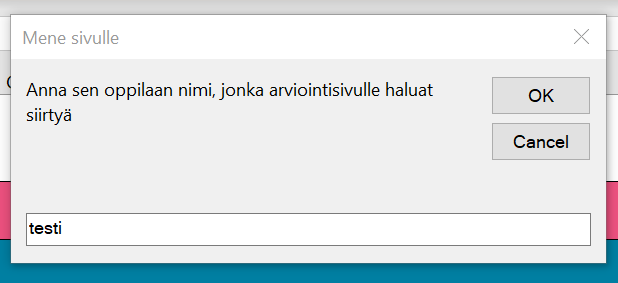 Mene sivulle
Anna sen oppilaan nimi, jonka arviointisivulle haluat
siirtyä
OK
Cancel
testi